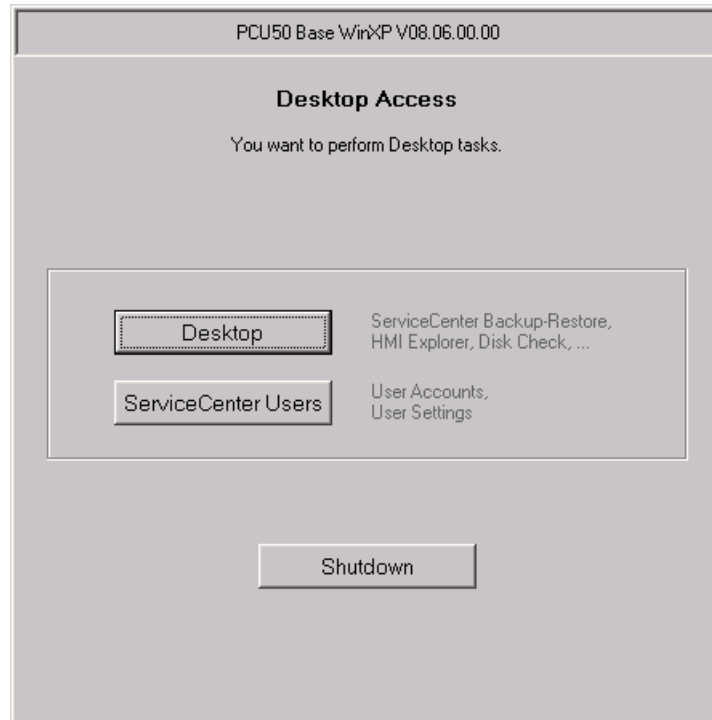 PCU50 Base WinXP V08.06.00.00
Desktop Access
You want to perform Desktop tasks.
Desktop
ServiceCenter Backup-Restore,
HMI Explorer, Disk Check, ...
ServiceCenter Users
User Accounts,
User Settings
Shutdown